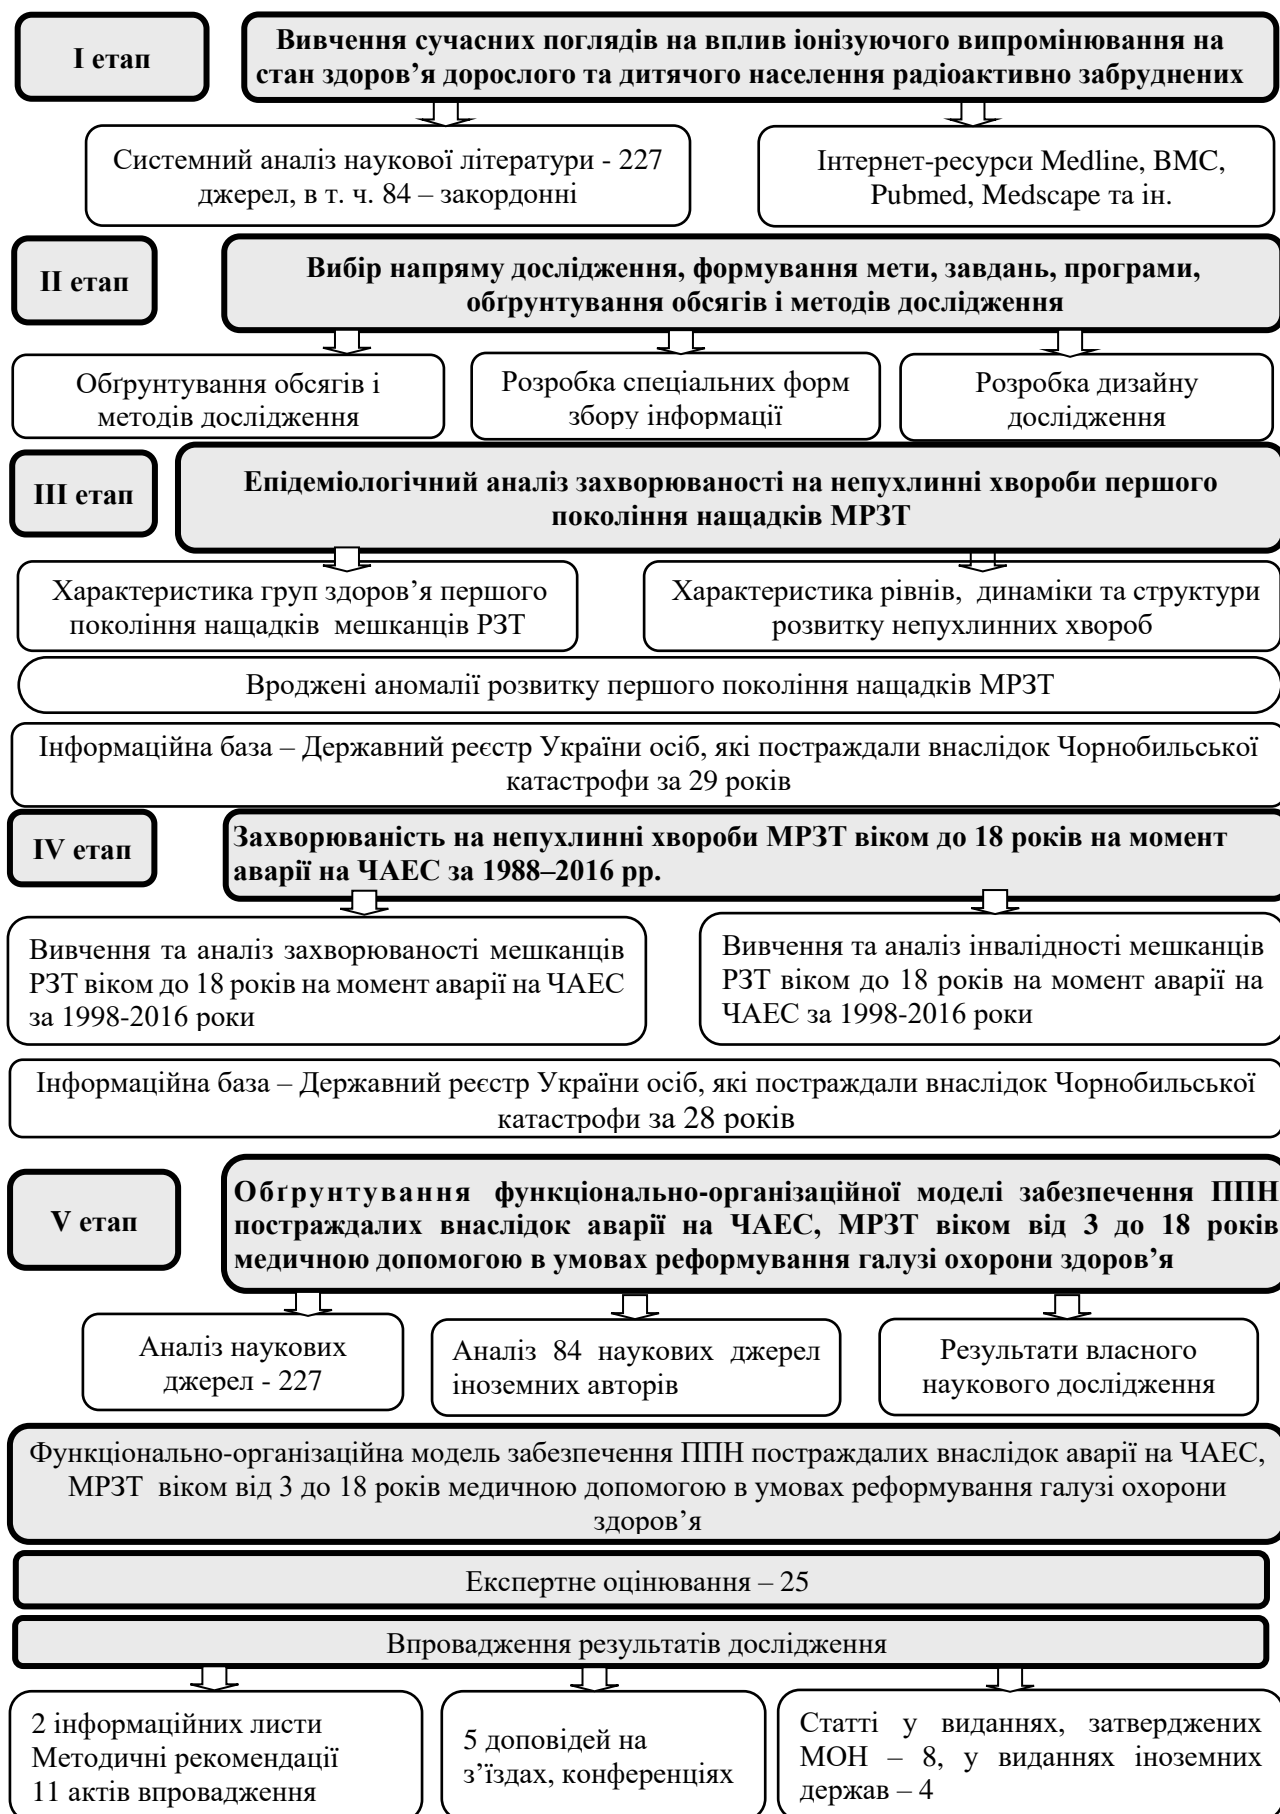 І етап
Вивчення сучасних поглядів на вплив іонізуючого випромінювання на
стан здоров’я дорослого та дитячого населення радіоактивно забруднених
Системний аналіз наукової літератури - 227
джерел, в т. ч. 84 – закордонні
Інтернет-ресурси Medline, BMC,
Pubmed, Medscape та ін.
ІІ етап
Вибір напряму дослідження, формування мети, завдань, програми,
обґрунтування обсягів і методів дослідження
Обґрунтування обсягів і
методів дослідження
Розробка спеціальних форм
збору інформації
Розробка дизайну
дослідження
ІІІ етап
Епідеміологічний аналіз захворюваності на непухлинні хвороби першого
покоління нащадків МРЗТ
Характеристика груп здоров’я першого
покоління нащадків мешканців РЗТ
Характеристика рівнів, динаміки та структури
розвитку непухлинних хвороб
Вроджені аномалії розвитку першого покоління нащадків МРЗТ
Інформаційна база – Державний реєстр України осіб, які постраждали внаслідок Чорнобильської
катастрофи за 29 років
IV етап
Захворюваність на непухлинні хвороби МРЗТ віком до 18 років на момент
аварії на ЧАЕС за 1988–2016 рр.
Вивчення та аналіз захворюваності мешканців
РЗТ віком до 18 років на момент аварії на ЧАЕС
за 1998-2016 роки
Вивчення та аналіз інвалідності мешканців
РЗТ віком до 18 років на момент аварії на
ЧАЕС за 1998-2016 роки
Інформаційна база – Державний реєстр України осіб, які постраждали внаслідок Чорнобильської
катастрофи за 28 років
V етап
Обґрунтування функціонально-організаційної моделі забезпечення ППН
постраждалих внаслідок аварії на ЧАЕС, МРЗТ віком від 3 до 18 років
медичною допомогою в умовах реформування галузі охорони здоров’я
Аналіз наукових
джерел - 227
Аналіз 84 наукових джерел
іноземних авторів
Результати власного
наукового дослідження
Функціонально-організаційна модель забезпечення ППН постраждалих внаслідок аварії на ЧАЕС,
МРЗТ віком від 3 до 18 років медичною допомогою в умовах реформування галузі охорони
здоров’я
Експертне оцінювання – 25
Впровадження результатів дослідження
2 інформаційних листи
Методичні рекомендації
11 актів впровадження
5 доповідей на
з’їздах, конференціях
Статті у виданнях, затверджених
МОН – 8, у виданнях іноземних
держав – 4